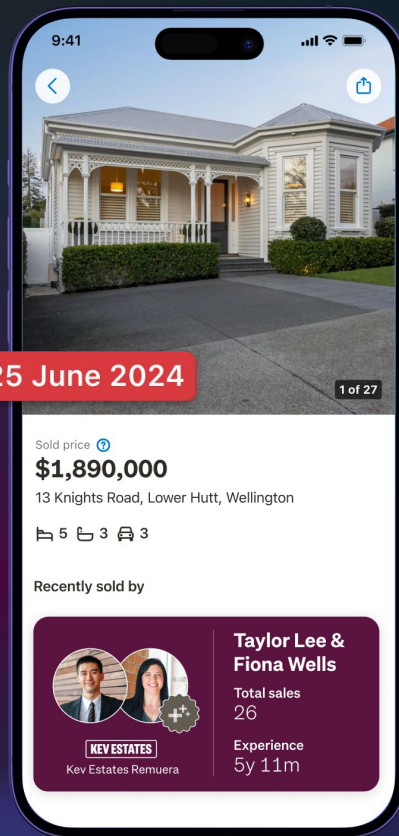 9:41
25 June 2024
1 of 27
Sold price ?
$1,890,000
13 Knights Road, Lower Hutt, Wellington
5 3 3
Recently sold by
Taylor Lee &
Fiona Wells
Total sales
26
Experience
5y 11m
KEV ESTATES
Kev Estates Remuera